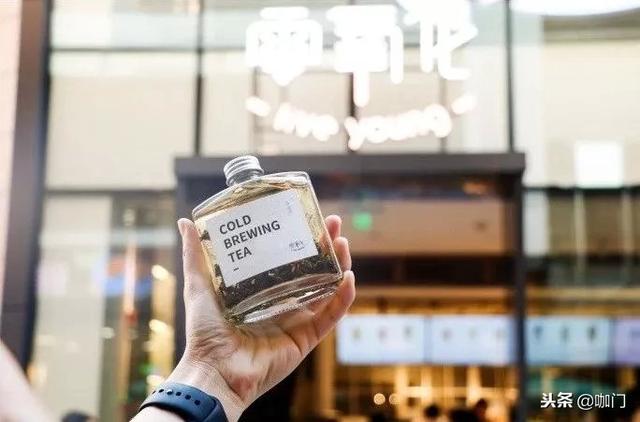 live young
COLD
BREWING
TEA
头条 @咖门